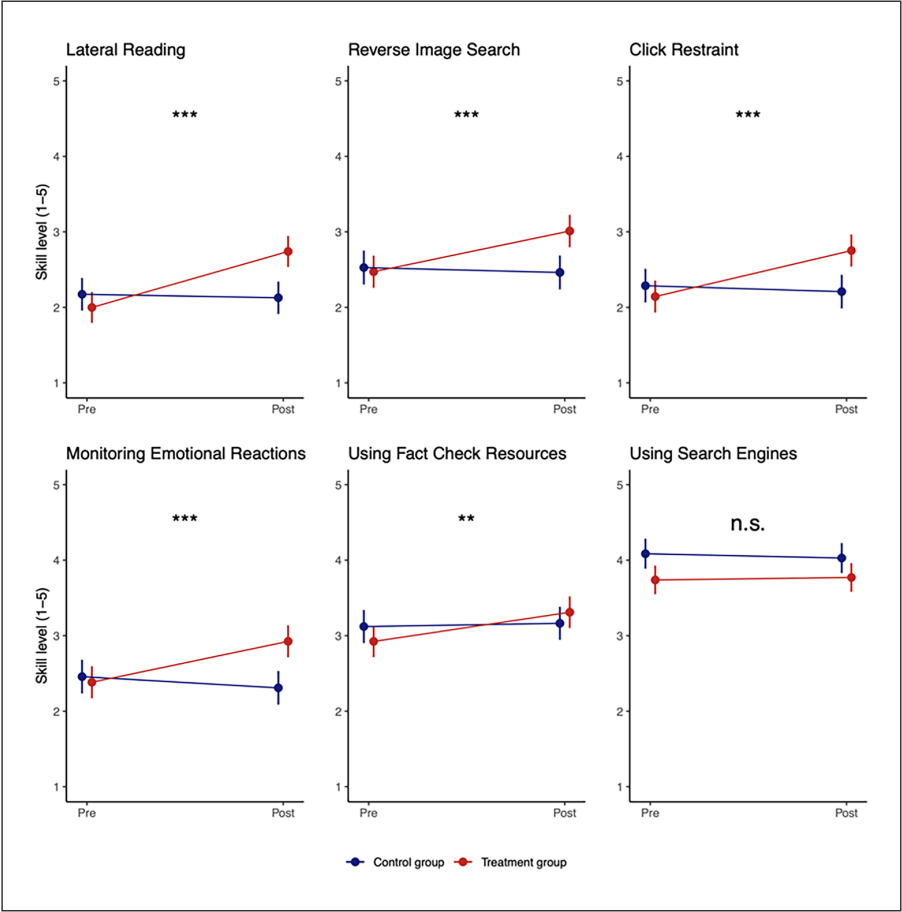 Lateral Reading
Reverse Image Search
Click Restraint
***
***
***
Skill level (1–5)
5
4
3
2
1
Pre
Post
5
4
3
2
1
Pre
Post
5
4
3
2
1
Pre
Post
Monitoring Emotional Reactions
Using Fact Check Resources
Using Search Engines
***
**
n.s.
Skill level (1–5)
5
4
3
2
1
Pre
Post
5
4
3
2
1
Pre
Post
5
4
3
2
1
Pre
Post
Control group
Treatment group